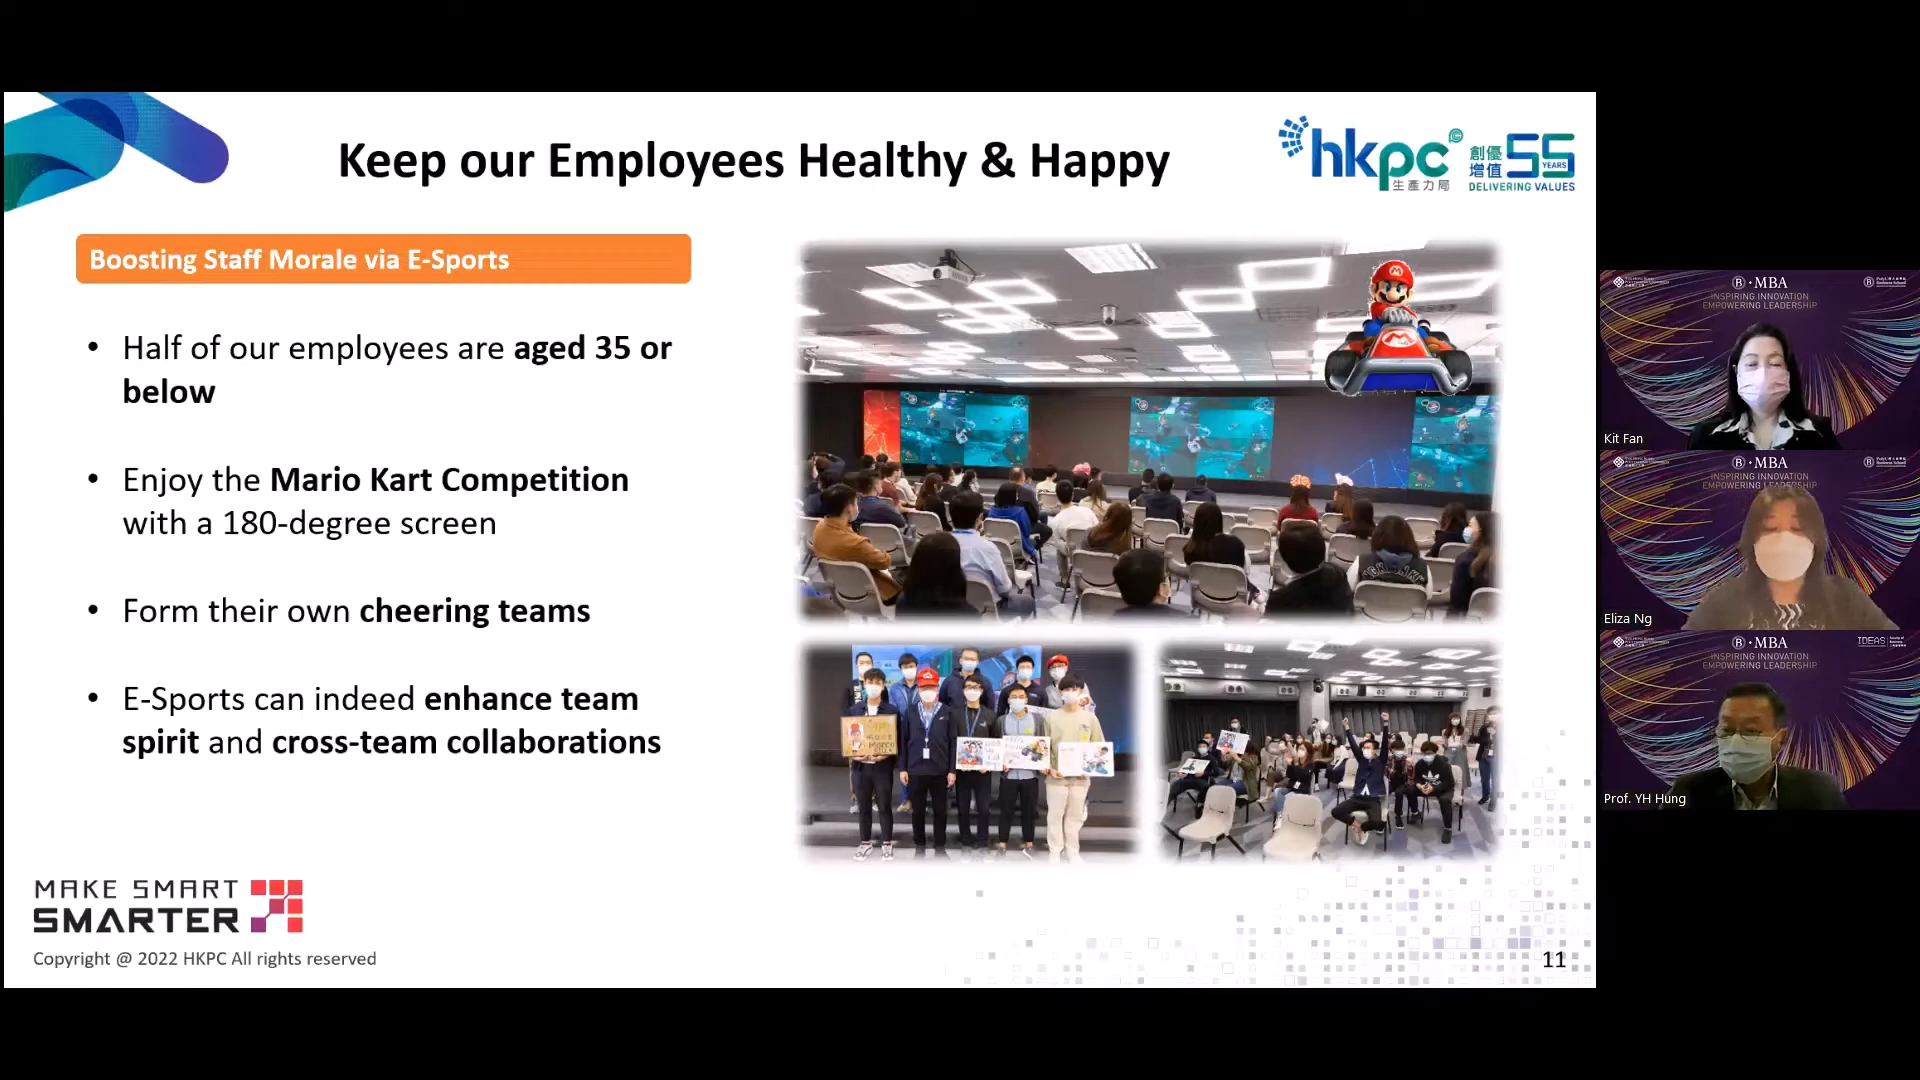 Keep our Employees Healthy & Happy
hkpc
生產力局
創優
增值
55
YEARS
DELIVERING VALUES
Boosting Staff Morale via E-Sports
• Half of our employees are aged 35 or
below
• Enjoy the Mario Kart Competition
with a 180-degree screen
• Form their own cheering teams
• E-Sports can indeed enhance team
spirit and cross-team collaborations
MAKE SMART
SMARTER
Copyright @ 2022 HKPC All rights reserved
11
B·MBA
INSPIRING INNOVATION
EMPOWERING LEADERSHIP
Kit Fan
B·MBA
INSPIRING INNOVATION
EMPOWERING LEADERSHIP
Eliza Ng
B·MBA
IDEAS
INSPIRING INNOVATION
EMPOWERING LEADERSHIP
Prof. YH Hung